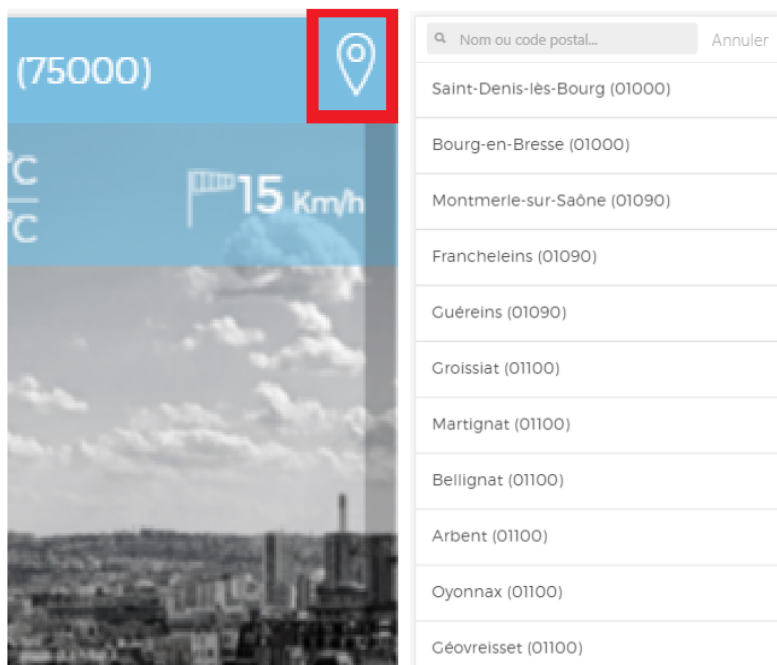 (75000)
°C
°C
15 Km/h
Nom ou code postal... Annuler
Saint-Denis-lès-Bourg (01000)
Bourg-en-Bresse (01000)
Montmerle-sur-Saône (01090)
Francheleins (01090)
Guéreins (01090)
Groissiat (01100)
Martignat (01100)
Bellignat (01100)
Arbent (01100)
Oyonnax (01100)
Géovreisset (01100)